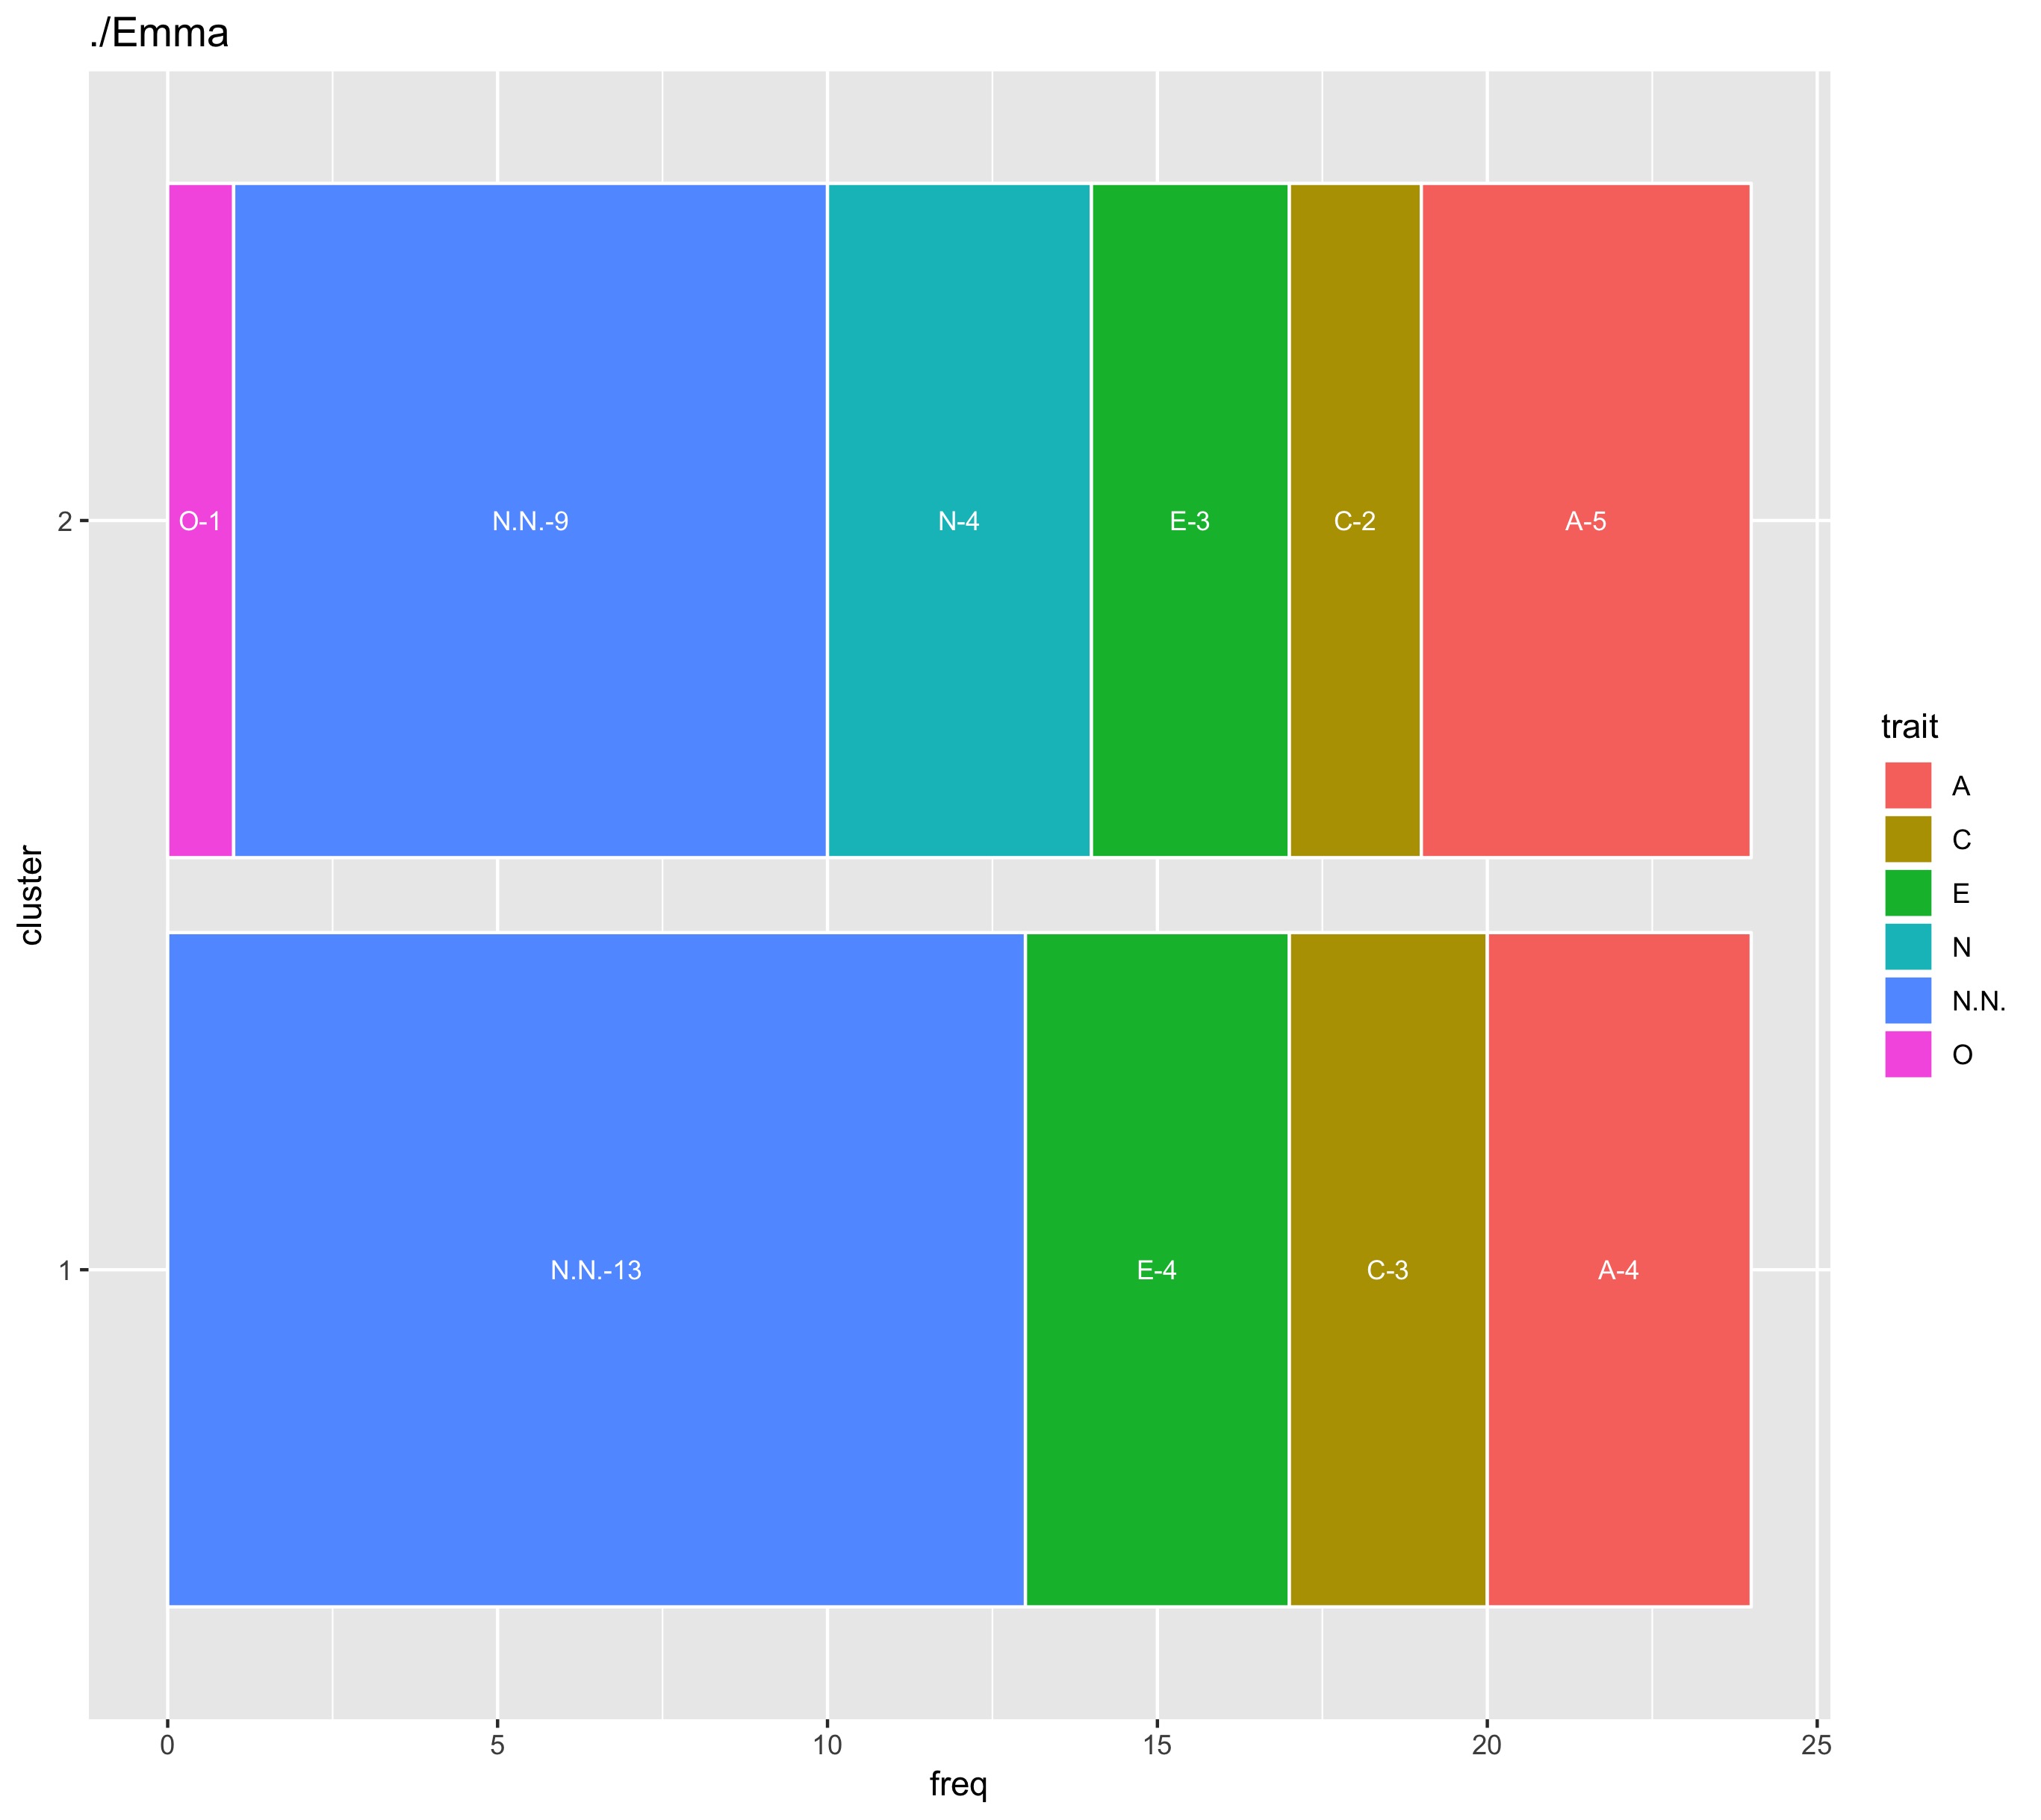 ./Emma
2
O-1 N.N.-9 N-4 E-3 C-2 A-5
cluster
1
N.N.-13 E-4 C-3 A-4
0 5 10 15 20 25
freq
trait
A
C
E
N
N.N.
O